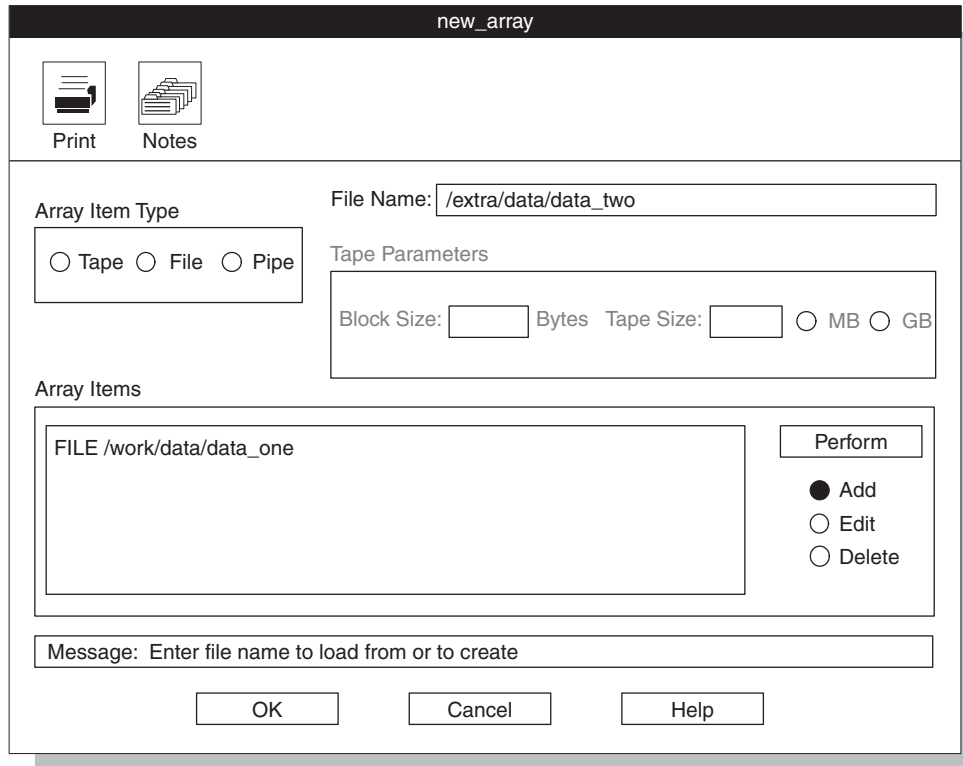 new_array
Print Notes
File Name: /extra/data/data_two
Array Item Type
Tape File Pipe
Tape Parameters
Block Size: Bytes Tape Size: MB GB
Array Items
FILE /work/data/data_one
Perform
Add
Edit
Delete
Message: Enter file name to load from or to create
OK Cancel Help